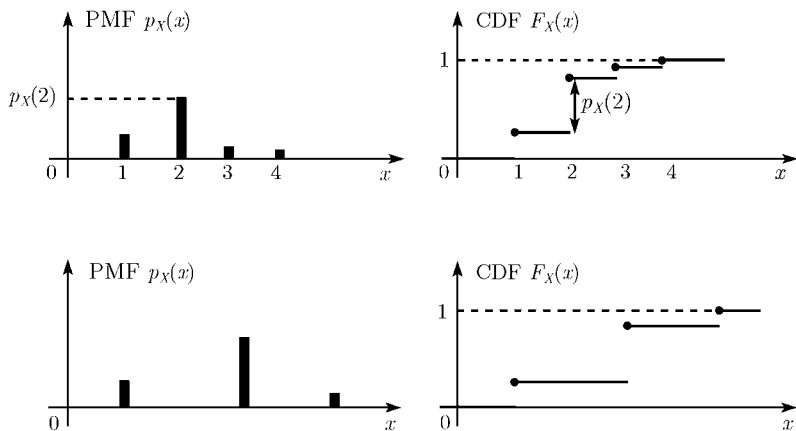 PMF p_X(x)
p_X(2)
0 1 2 3 4 x
CDF F_X(x)
1
p_X(2)
0 1 2 3 4 x
PMF p_X(x)
0 x
CDF F_X(x)
1
0 x